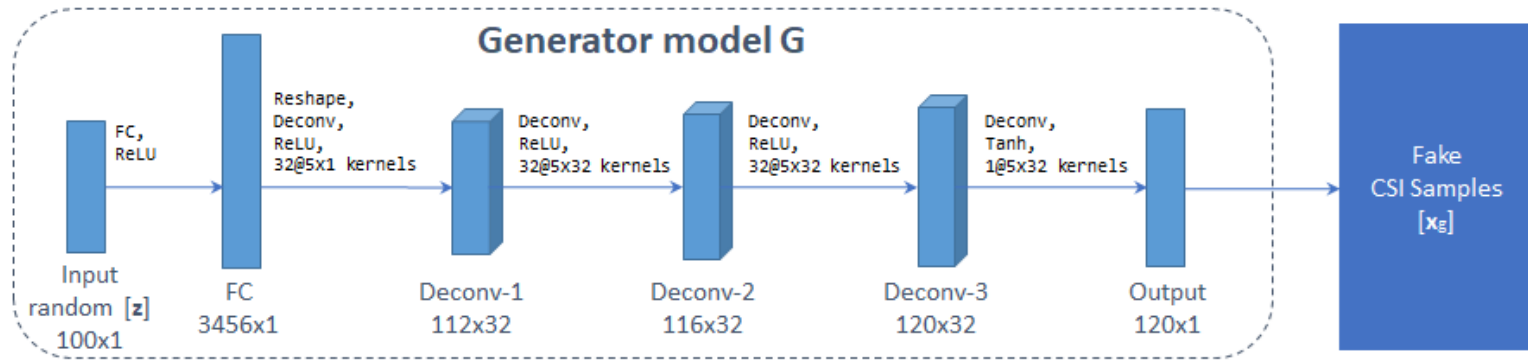 Generator model G
FC,
ReLU
Reshape,
Deconv,
ReLU,
32@5x1 kernels
Deconv,
ReLU,
32@5x32 kernels
Deconv,
ReLU,
32@5x32 kernels
Deconv,
Tanh,
1@5x32 kernels
Input
random [z]
100x1
FC
3456x1
Deconv-1
112x32
Deconv-2
116x32
Deconv-3
120x32
Output
120x1
Fake
CSI Samples
[xg]